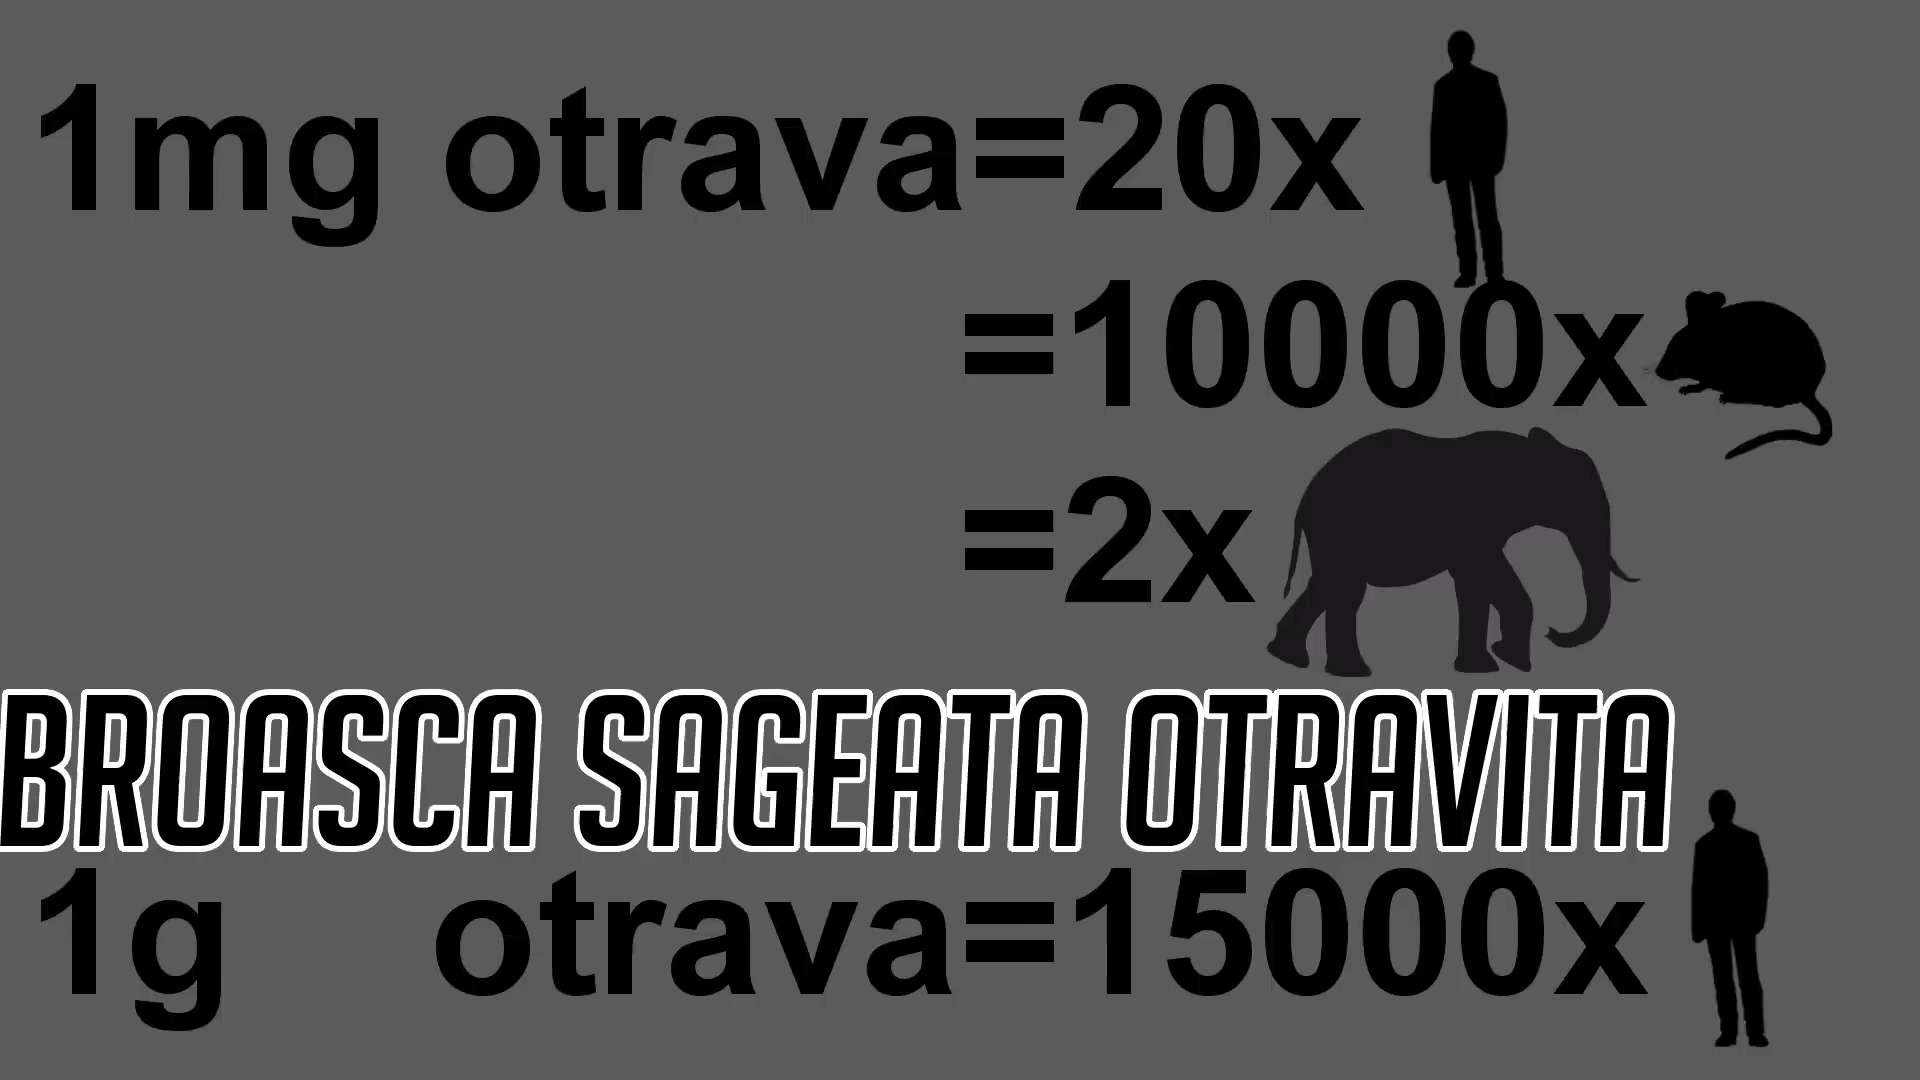 1mg otrava=20x
=10000x
=2x
BROASCA SAGEATA OTRAVITA
1g otrava=15000x